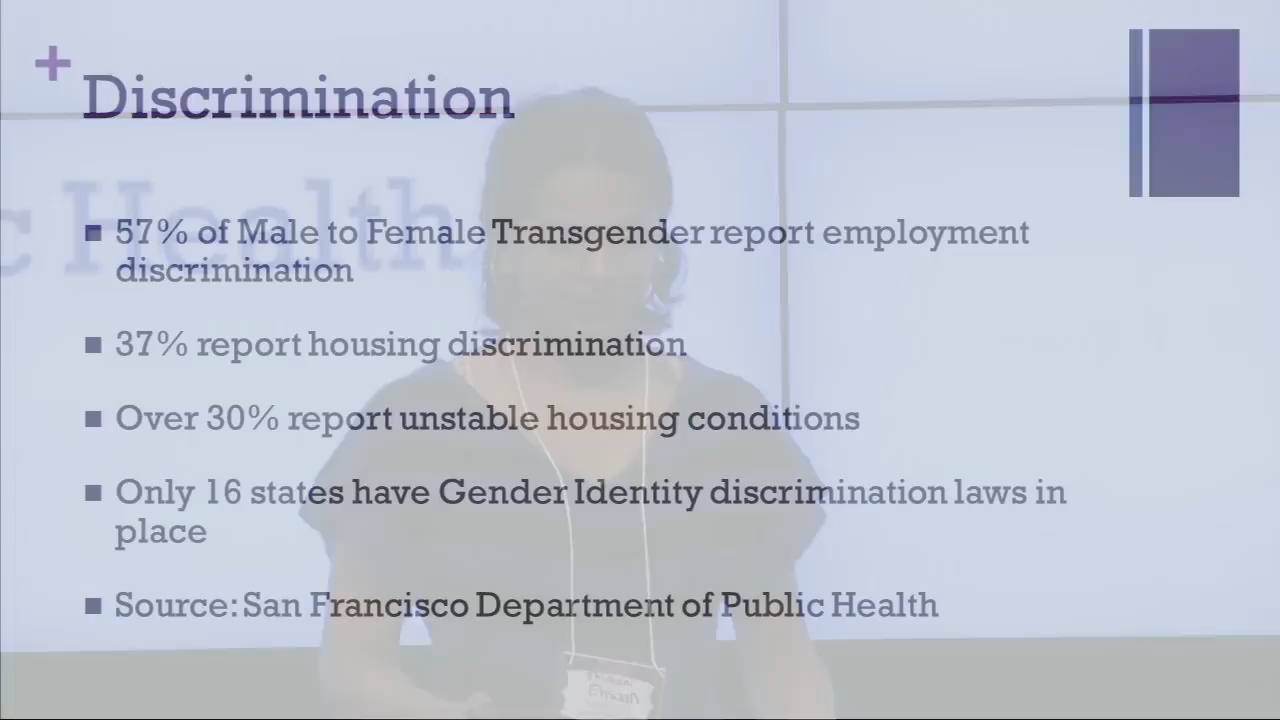 +
Discrimination
c Health
■ 57% of Male to Female Transgender report employment
discrimination
■ 37% report housing discrimination
■ Over 30% report unstable housing conditions
■ Only 16 states have Gender Identity discrimination laws in
place
■ Source: San Francisco Department of Public Health